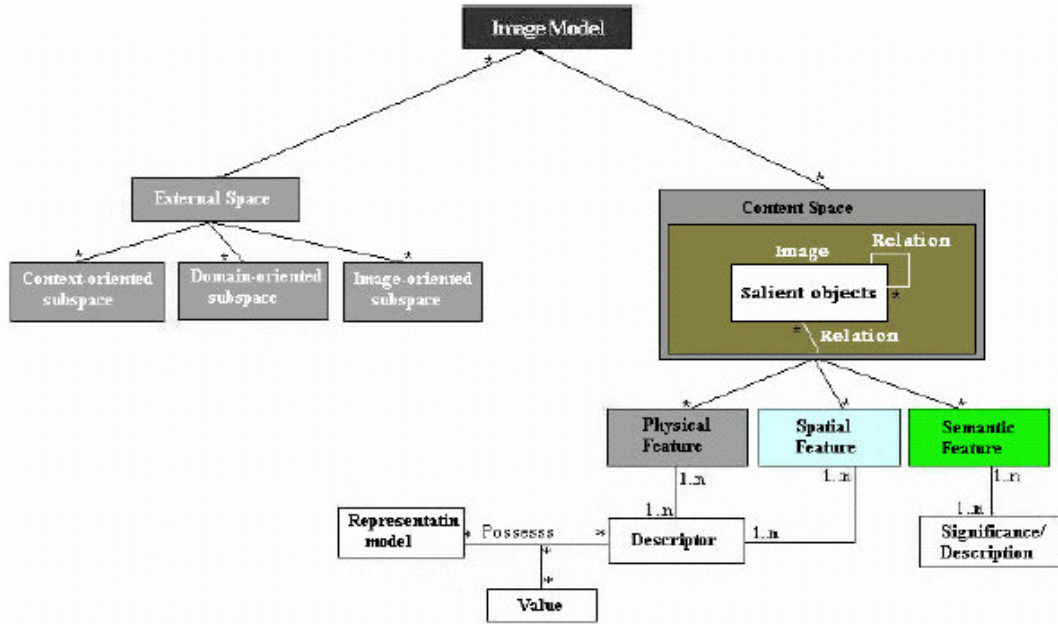 Image Model
*
*
External Space
Content Space
*
*
*
Image
Relation
Context-oriented
subspace
Domain-oriented
subspace
Image-oriented
subspace
Salient objects
*
*
Relation
*
*
*
Physical
Feature
Spatial
Feature
Semantic
Feature
1..n
1..n
1..n
1..n
1..n
1..n
Representatin
model
*
Possesss
*
Descriptor
Significance/
Description
*
*
Value